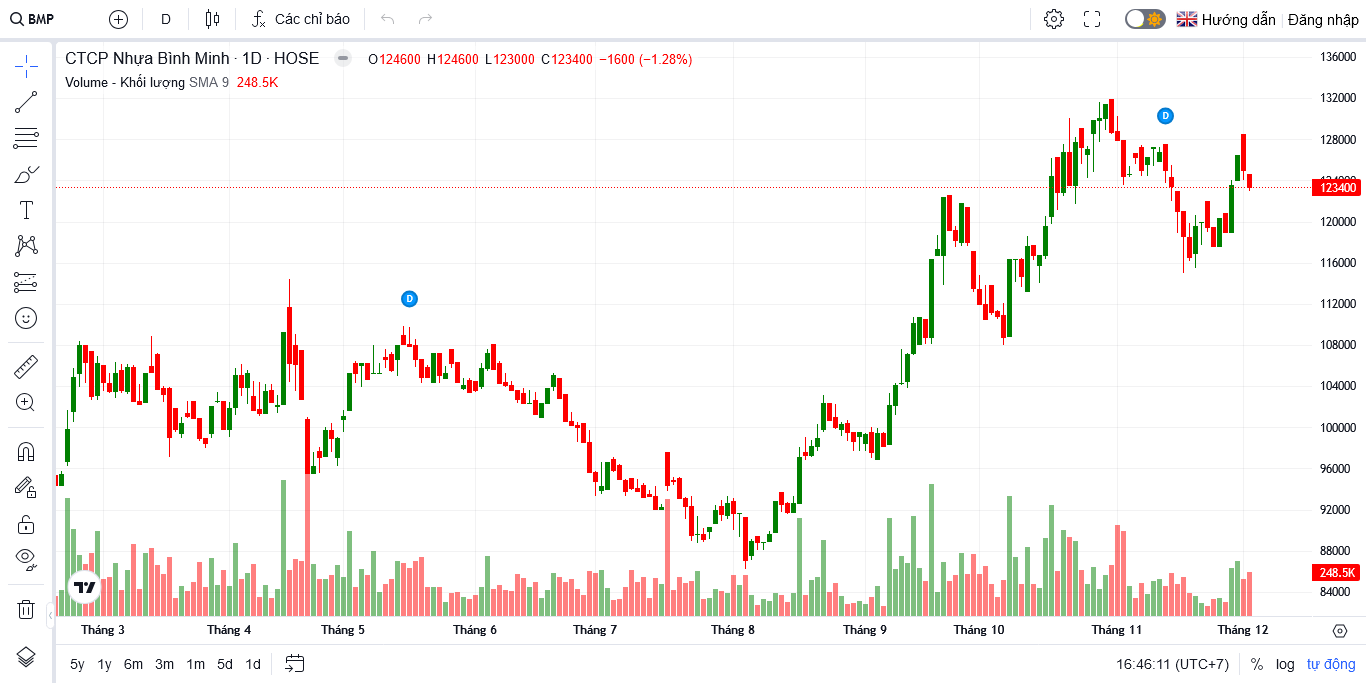 BMP D Các chỉ báo Hướng dẫn Đăng nhập
CTCP Nhựa Bình Minh · 1D · HOSE O124600 H124600 L123000 C123400 −1600 (−1.28%)
Volume - Khối lượng SMA 9 248.5K
136000
132000
D
128000
123400
120000
116000
112000
D
108000
104000
100000
96000
92000
88000
248.5K
84000
Tháng 3 Tháng 4 Tháng 5 Tháng 6 Tháng 7 Tháng 8 Tháng 9 Tháng 10 Tháng 11 Tháng 12
5y 1y 6m 3m 1m 5d 1d 16:46:11 (UTC+7) % log tự động